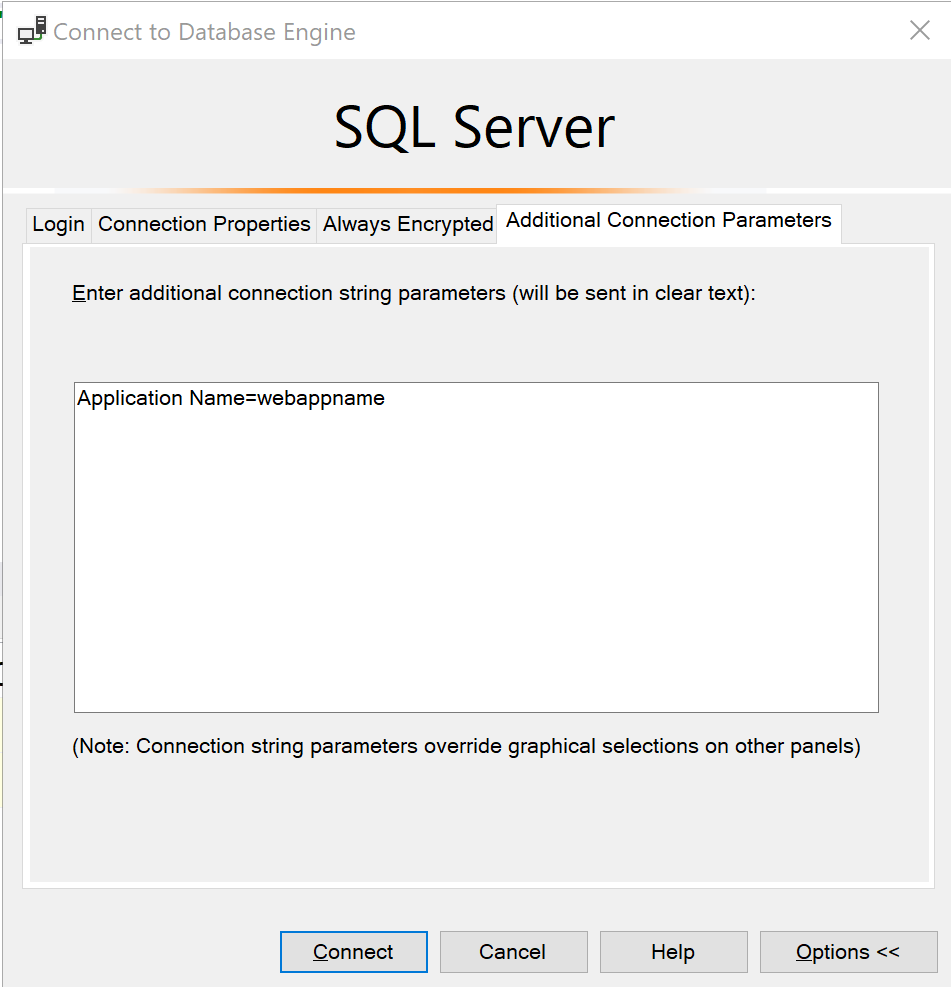 Connect to Database Engine
SQL Server
Login Connection Properties Always Encrypted Additional Connection Parameters
Enter additional connection string parameters (will be sent in clear text):
Application Name=webappname
(Note: Connection string parameters override graphical selections on other panels)
Connect Cancel Help Options <<